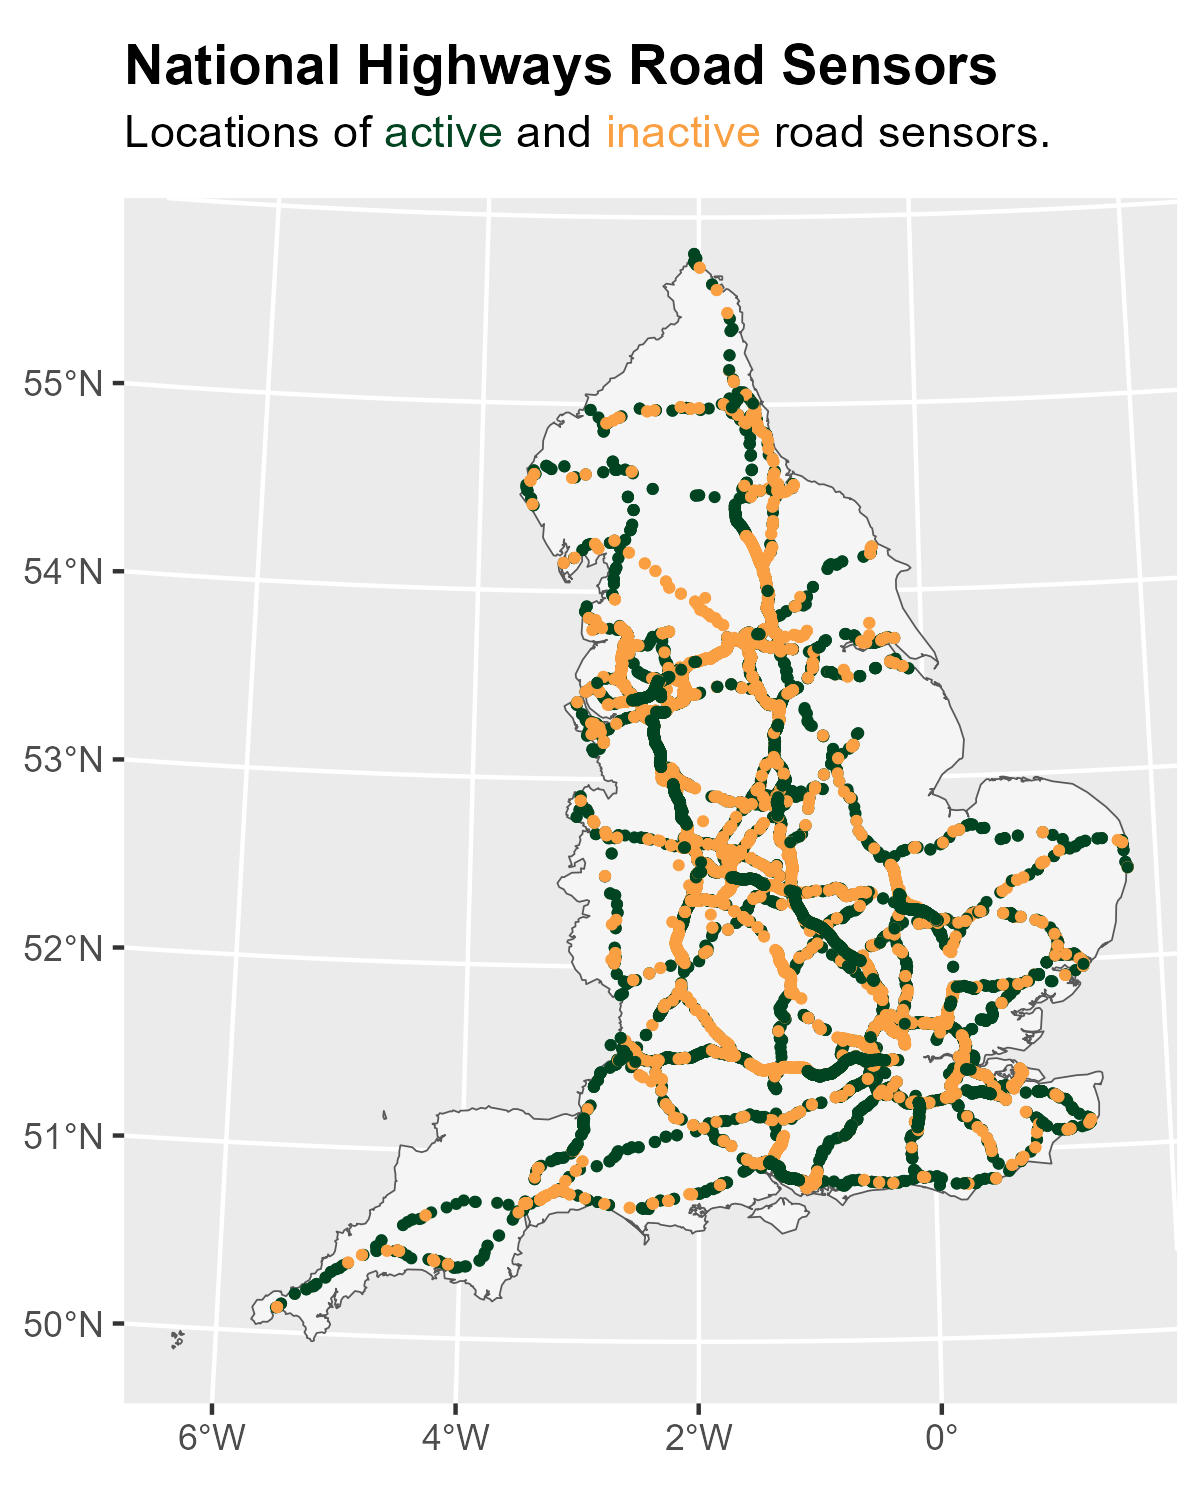 National Highways Road Sensors
Locations of active and inactive road sensors.
55°N
54°N
53°N
52°N
51°N
50°N
6°W 4°W 2°W 0°